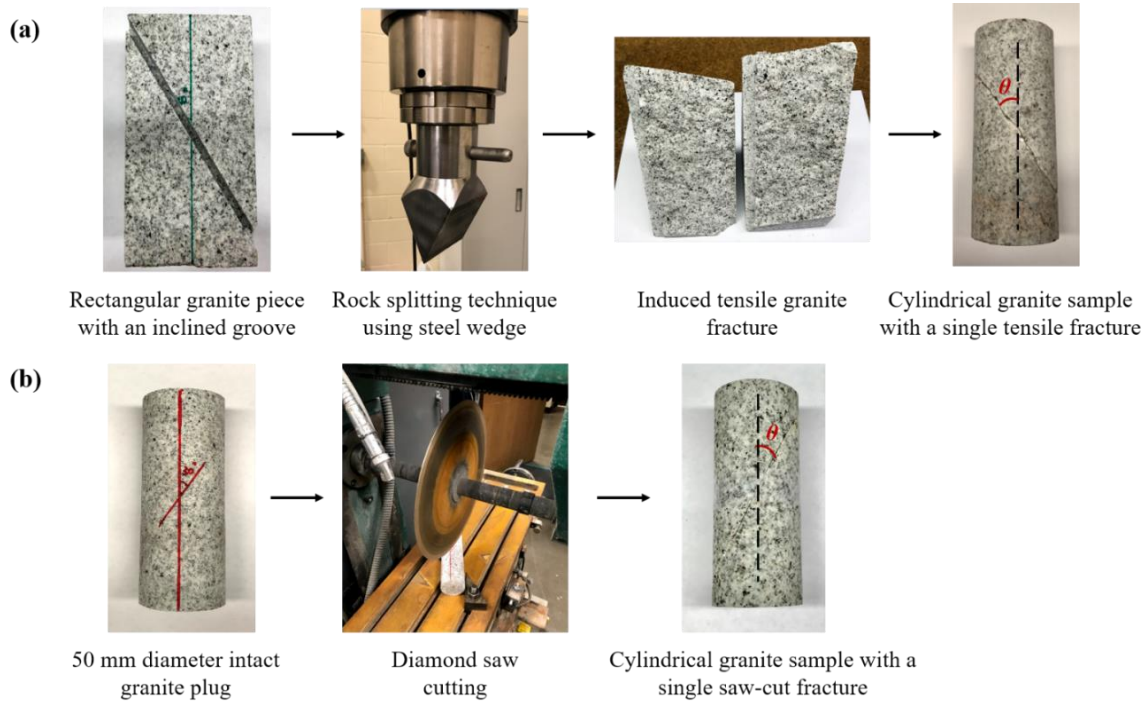 (a)
θ
Rectangular granite piece
with an inclined groove
Rock splitting technique
using steel wedge
Induced tensile granite
fracture
Cylindrical granite sample
with a single tensile fracture
(b)
θ
50 mm diameter intact
granite plug
Diamond saw
cutting
Cylindrical granite sample with a
single saw-cut fracture